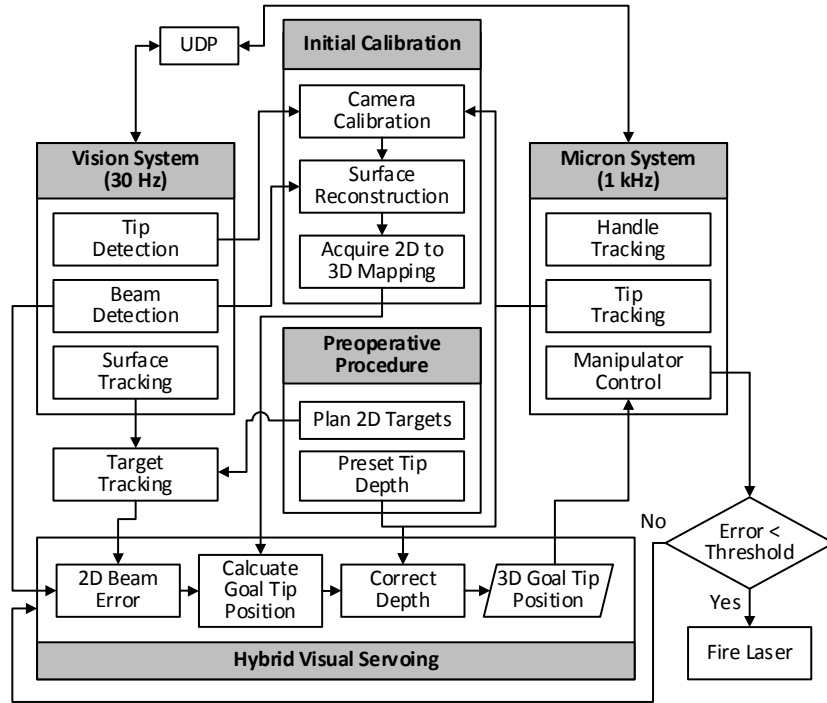 UDP
Initial Calibration
Camera
Calibration
Surface
Reconstruction
Acquire 2D to
3D Mapping
Vision System
(30 Hz)
Tip
Detection
Beam
Detection
Surface
Tracking
Micron System
(1 kHz)
Handle
Tracking
Tip
Tracking
Manipulator
Control
Preoperative
Procedure
Plan 2D Targets
Preset Tip
Depth
Target
Tracking
2D Beam
Error
Calcuate
Goal Tip
Position
Correct
Depth
3D Goal Tip
Position
Hybrid Visual Servoing
No
Error <
Threshold
Yes
Fire Laser